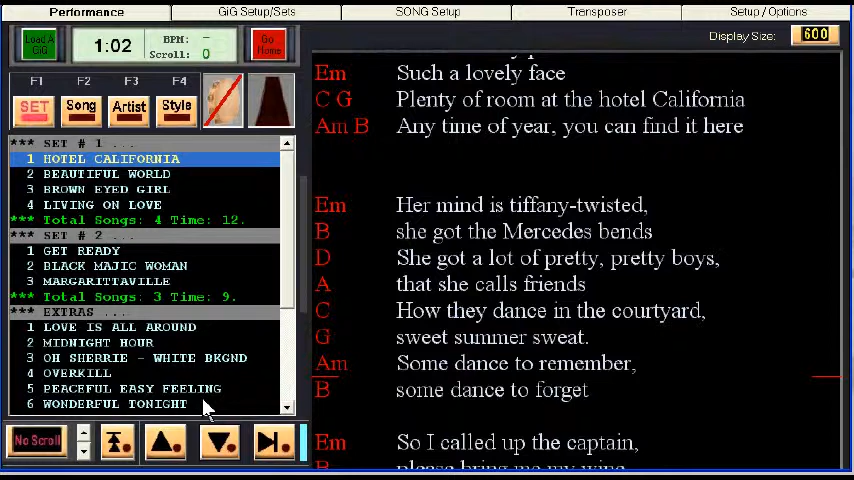 Performance GiG Setup/Sets SONG Setup Transposer Setup / Options
Load A GiG
1:02
BPM: –
Scroll: 0
Go Home
Display Size: 600
F1 F2 F3 F4
SET Song Artist Style
*** SET # 1 ...
1 HOTEL CALIFORNIA
2 BEAUTIFUL WORLD
3 BROWN EYED GIRL
4 LIVING ON LOVE
*** Total Songs: 4 Time: 12.
*** SET # 2 ...
1 GET READY
2 BLACK MAJIC WOMAN
3 MARGARITTAVILLE
*** Total Songs: 3 Time: 9.
*** EXTRAS ...
1 LOVE IS ALL AROUND
2 MIDNIGHT HOUR
3 OH SHERRIE - WHITE BKGND
4 OVERKILL
5 PEACEFUL EASY FEELING
6 WONDERFUL TONIGHT
No Scroll
Em Such a lovely face
C G Plenty of room at the hotel California
Am B Any time of year, you can find it here
Em Her mind is tiffany-twisted,
B she got the Mercedes bends
D She got a lot of pretty, pretty boys,
A that she calls friends
C How they dance in the courtyard,
G sweet summer sweat.
Am Some dance to remember,
B some dance to forget
Em So I called up the captain,
B please bring me my wine